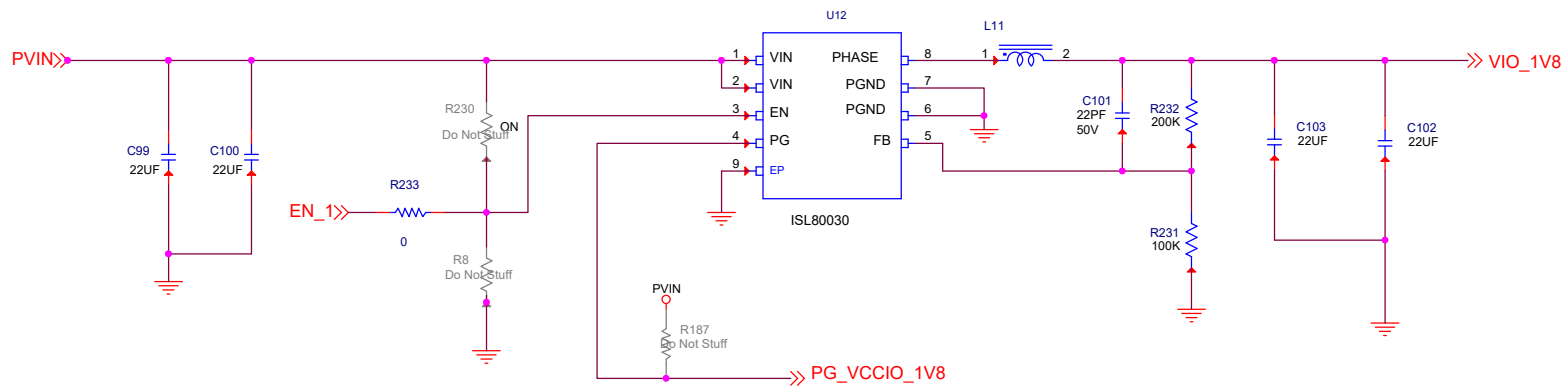 U12
L11
PVIN
1
VIN
PHASE
8
1
2
VIO_1V8
2
VIN
PGND
7
R230
Do Not Stuff
ON
3
EN
PGND
6
C101
22PF
50V
R232
200K
4
PG
FB
5
C103
22UF
C102
22UF
C99
22UF
C100
22UF
9
EP
R233
0
EN_1
ISL80030
R231
100K
R8
Do Not Stuff
PVIN
R187
Do Not Stuff
PG_VCCIO_1V8